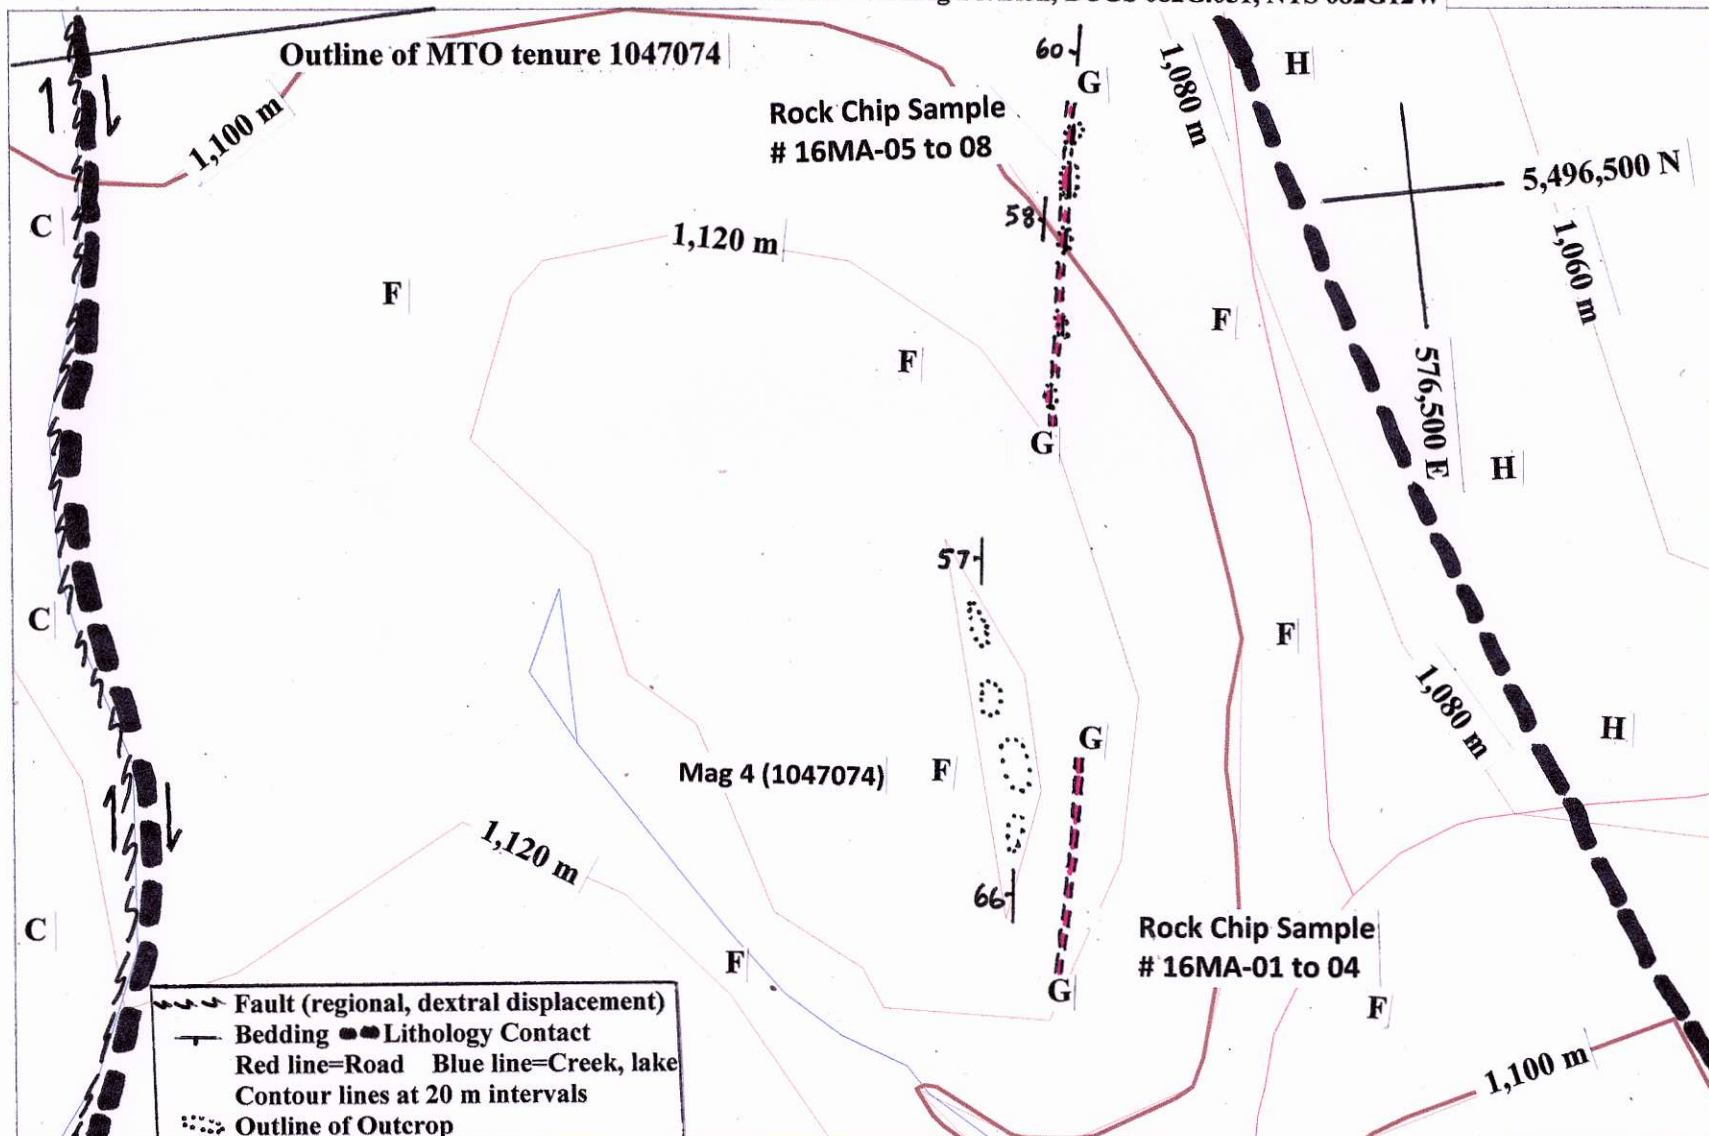 Outline of MTO tenure 1047074
60
G
H
1,080 m
Rock Chip Sample
# 16MA-05 to 08
1,100 m
5,496,500 N
C
58
1,120 m
1,060 m
F
F
F
576,500 E
G
H
57
C
F
1,080 m
H
G
Mag 4 (1047074)
F
1,120 m
66
C
Rock Chip Sample
# 16MA-01 to 04
F
G
F
Fault (regional, dextral displacement)
Bedding Lithology Contact
Red line=Road Blue line=Creek, lake
Contour lines at 20 m intervals
Outline of Outcrop
1,100 m